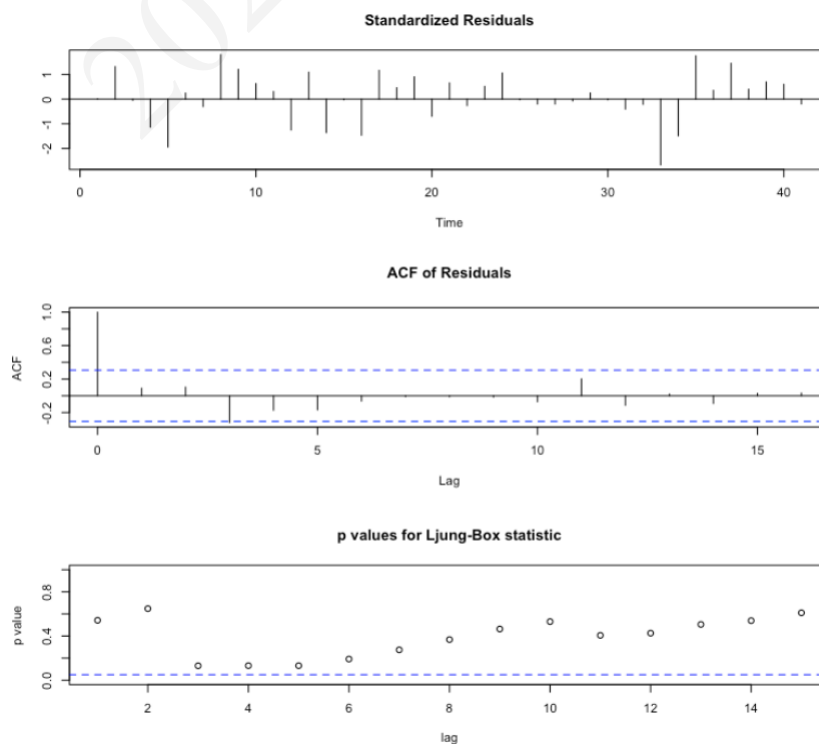 202
Standardized Residuals
1
0
-1
-2
0 10 20 30 40
Time
ACF of Residuals
ACF
1.0
0.6
0.2
-0.2
0 5 10 15
Lag
p values for Ljung-Box statistic
p value
0.8
0.4
0.0
2 4 6 8 10 12 14
lag